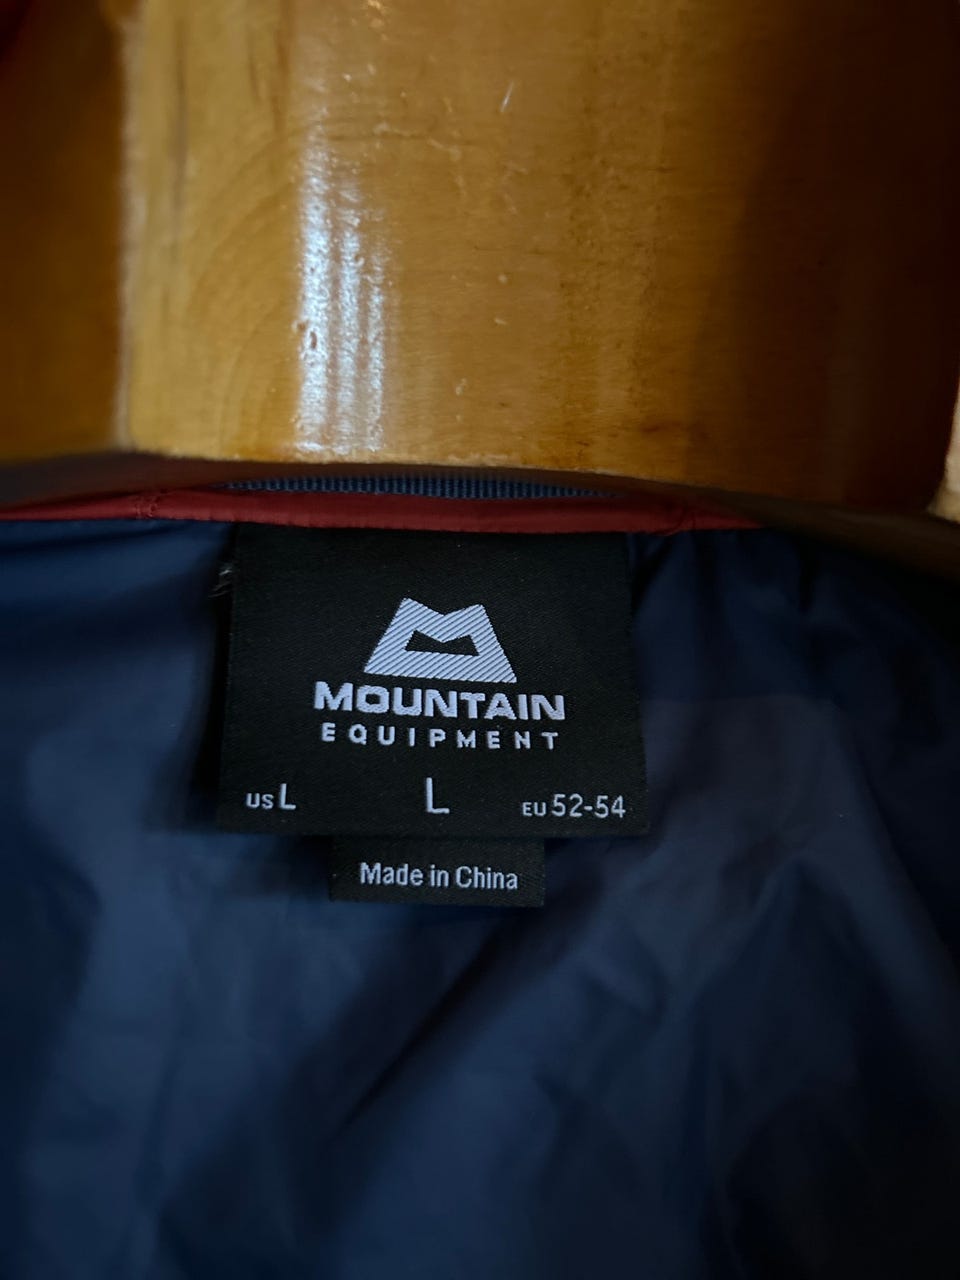 MOUNTAIN
EQUIPMENT
US L L EU 52-54
Made in China